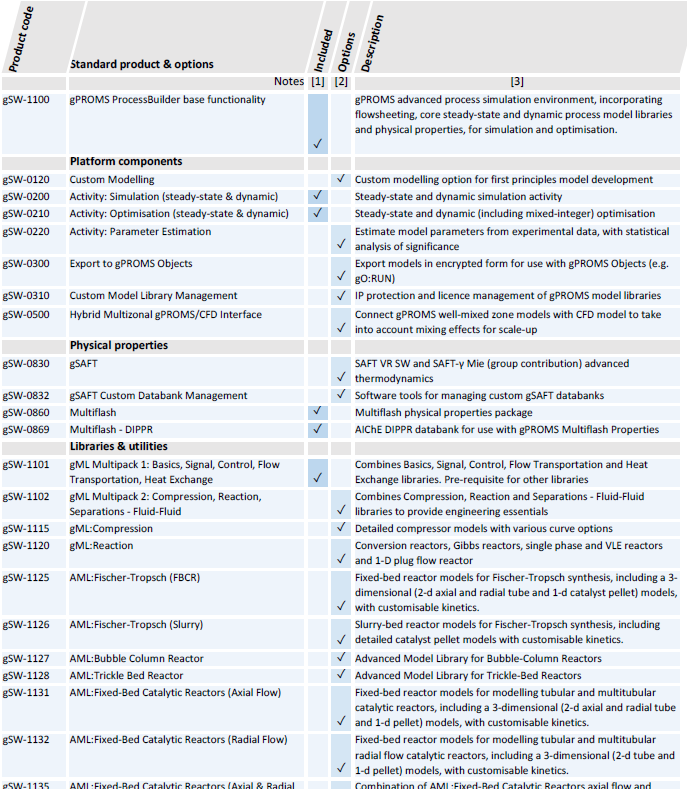 Product code
Standard product & options
Included
Options
Description
Notes [1] [2] [3]
gSW-1100 gPROMS ProcessBuilder base functionality ✓ gPROMS advanced process simulation environment, incorporating
flowsheeting, core steady-state and dynamic process model libraries
and physical properties, for simulation and optimisation.
Platform components
gSW-0120 Custom Modelling ✓ Custom modelling option for first principles model development
gSW-0200 Activity: Simulation (steady-state & dynamic) ✓ Steady-state and dynamic simulation activity
gSW-0210 Activity: Optimisation (steady-state & dynamic) ✓ Steady-state and dynamic (including mixed-integer) optimisation
gSW-0220 Activity: Parameter Estimation ✓ Estimate model parameters from experimental data, with statistical
analysis of significance
gSW-0300 Export to gPROMS Objects ✓ Export models in encrypted form for use with gPROMS Objects (e.g.
gO:RUN)
gSW-0310 Custom Model Library Management ✓ IP protection and licence management of gPROMS model libraries
gSW-0500 Hybrid Multizonal gPROMS/CFD Interface ✓ Connect gPROMS well-mixed zone models with CFD model to take
into account mixing effects for scale-up
Physical properties
gSW-0830 gSAFT ✓ SAFT VR SW and SAFT-γ Mie (group contribution) advanced
thermodynamics
gSW-0832 gSAFT Custom Databank Management ✓ Software tools for managing custom gSAFT databanks
gSW-0860 Multiflash ✓ Multiflash physical properties package
gSW-0869 Multiflash - DIPPR ✓ AIChE DIPPR databank for use with gPROMS Multiflash Properties
Libraries & utilities
gSW-1101 gML Multipack 1: Basics, Signal, Control, Flow ✓ Combines Basics, Signal, Control, Flow Transportation and Heat
Transportation, Heat Exchange Exchange libraries. Pre-requisite for other libraries
gSW-1102 gML Multipack 2: Compression, Reaction, ✓ Combines Compression, Reaction and Separations - Fluid-Fluid
Separations - Fluid-Fluid libraries to provide engineering essentials
gSW-1115 gML:Compression ✓ Detailed compressor models with various curve options
gSW-1120 gML:Reaction ✓ Conversion reactors, Gibbs reactors, single phase and VLE reactors
and 1-D plug flow reactor
gSW-1125 AML:Fischer-Tropsch (FBCR) ✓ Fixed-bed reactor models for Fischer-Tropsch synthesis, including a 3-
dimensional (2-d axial and radial tube and 1-d catalyst pellet) models,
with customisable kinetics.
gSW-1126 AML:Fischer-Tropsch (Slurry) ✓ Slurry-bed reactor models for Fischer-Tropsch synthesis, including
detailed catalyst pellet models with customisable kinetics.
gSW-1127 AML:Bubble Column Reactor ✓ Advanced Model Library for Bubble-Column Reactors
gSW-1128 AML:Trickle Bed Reactor ✓ Advanced Model Library for Trickle-Bed Reactors
gSW-1131 AML:Fixed-Bed Catalytic Reactors (Axial Flow) ✓ Fixed-bed reactor models for modelling tubular and multitubular
catalytic reactors, including a 3-dimensional (2-d axial and radial tube
and 1-d pellet) models, with customisable kinetics.
gSW-1132 AML:Fixed-Bed Catalytic Reactors (Radial Flow) ✓ Fixed-bed reactor models for modelling tubular and multitubular
radial flow catalytic reactors, including a 3-dimensional (2-d tube and
1-d pellet) models, with customisable kinetics.
gSW-1135 AML:Fixed-Bed Catalytic Reactors (Axial & Radial Combination of AML:Fixed-Bed Catalytic Reactors axial flow and